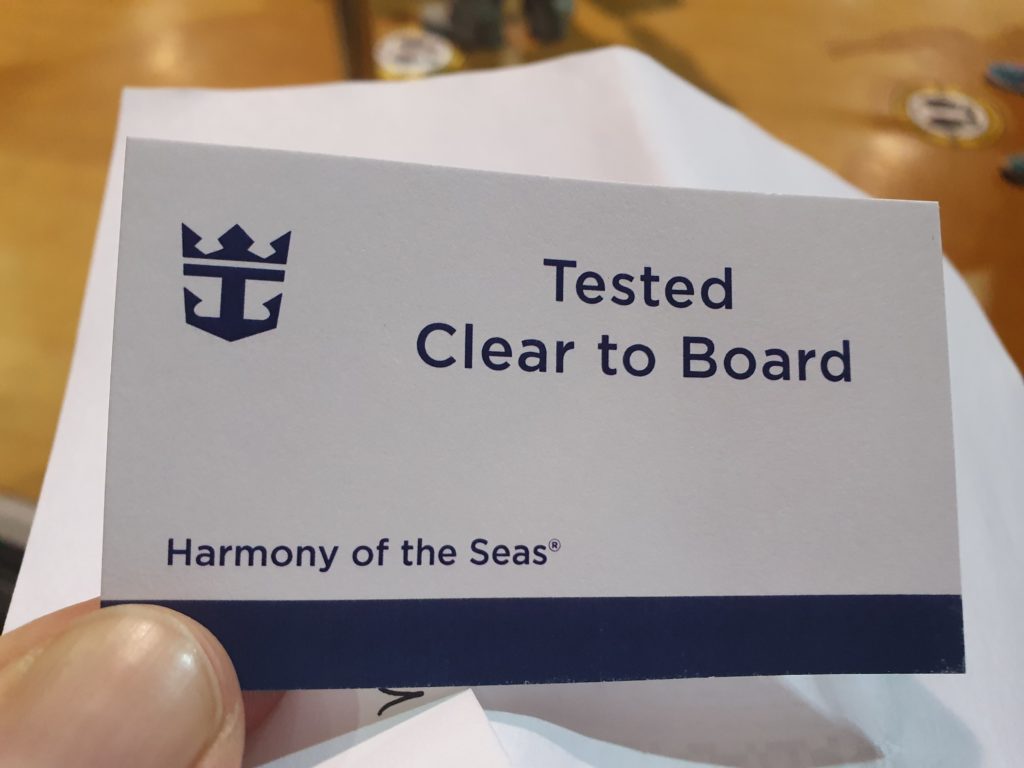 Tested
Clear to Board
Harmony of the Seas®